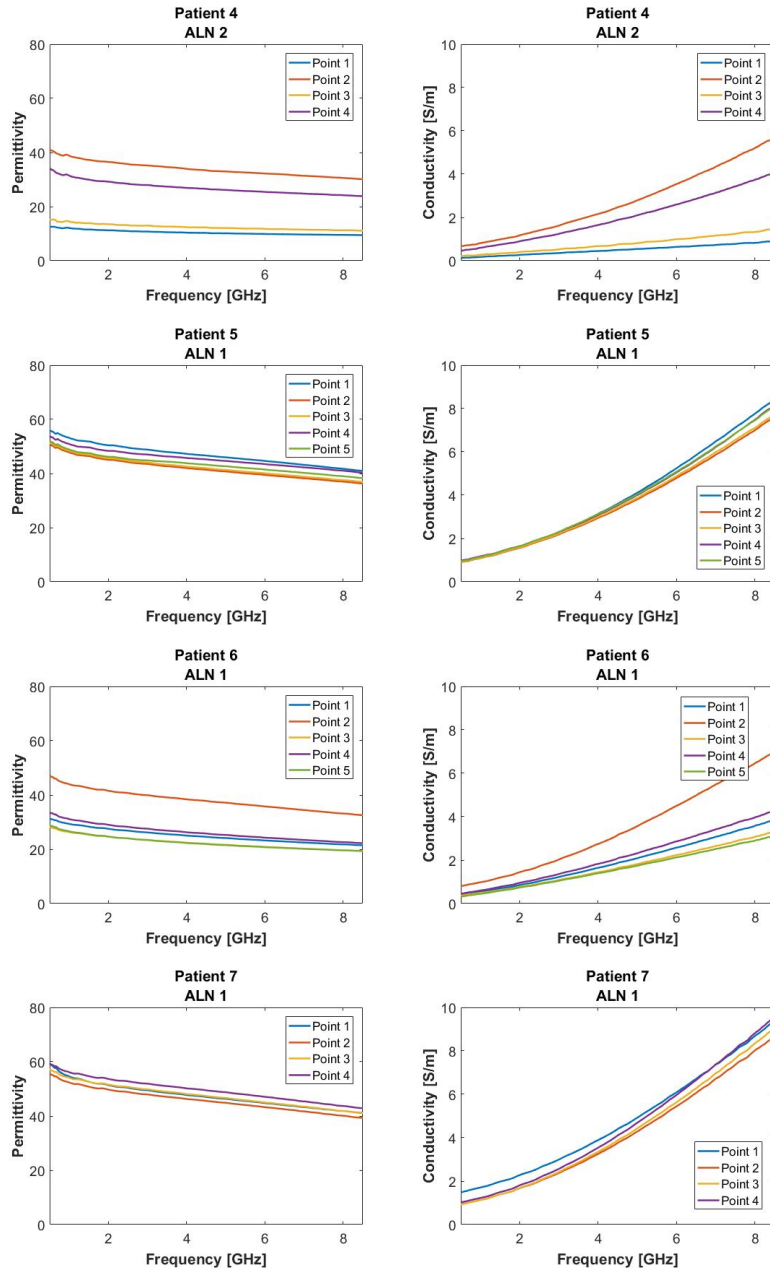 Patient 4
ALN 2
80
60
40
20
0
Permittivity
Point 1
Point 2
Point 3
Point 4
2
4
6
8
Frequency [GHz]
Patient 4
ALN 2
10
8
6
4
2
0
Conductivity [S/m]
Point 1
Point 2
Point 3
Point 4
2
4
6
8
Frequency [GHz]
Patient 5
ALN 1
80
60
40
20
0
Permittivity
Point 1
Point 2
Point 3
Point 4
Point 5
2
4
6
8
Frequency [GHz]
Patient 5
ALN 1
10
8
6
4
2
0
Conductivity [S/m]
Point 1
Point 2
Point 3
Point 4
Point 5
2
4
6
8
Frequency [GHz]
Patient 6
ALN 1
80
60
40
20
0
Permittivity
Point 1
Point 2
Point 3
Point 4
Point 5
2
4
6
8
Frequency [GHz]
Patient 6
ALN 1
10
8
6
4
2
0
Conductivity [S/m]
Point 1
Point 2
Point 3
Point 4
Point 5
2
4
6
8
Frequency [GHz]
Patient 7
ALN 1
80
60
40
20
0
Permittivity
Point 1
Point 2
Point 3
Point 4
2
4
6
8
Frequency [GHz]
Patient 7
ALN 1
10
8
6
4
2
0
Conductivity [S/m]
Point 1
Point 2
Point 3
Point 4
2
4
6
8
Frequency [GHz]